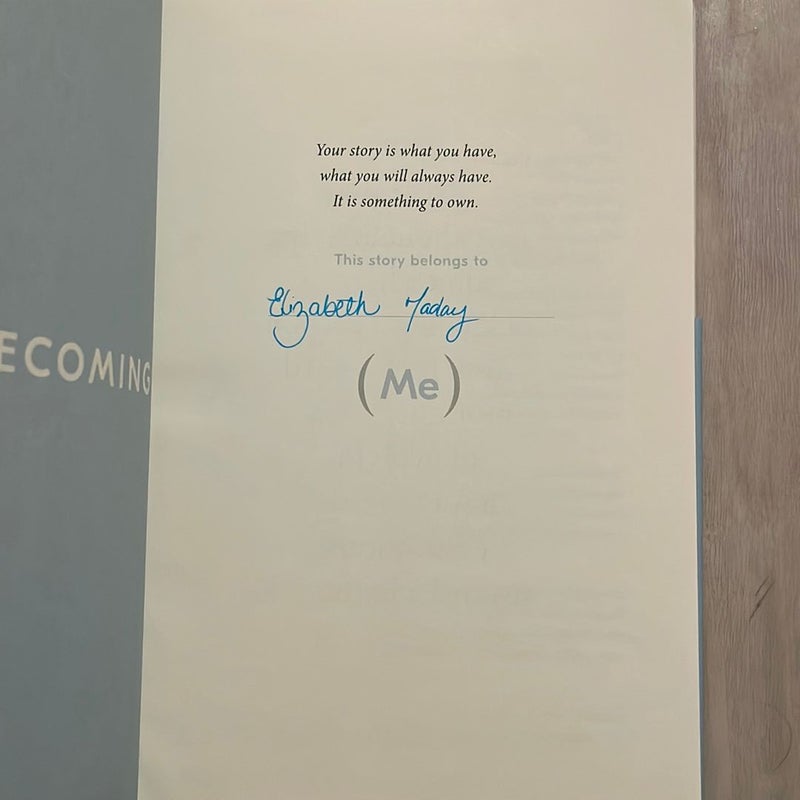 ECOMING
Your story is what you have,
what you will always have.
It is something to own.
This story belongs to
Elizabeth Maday
(Me)